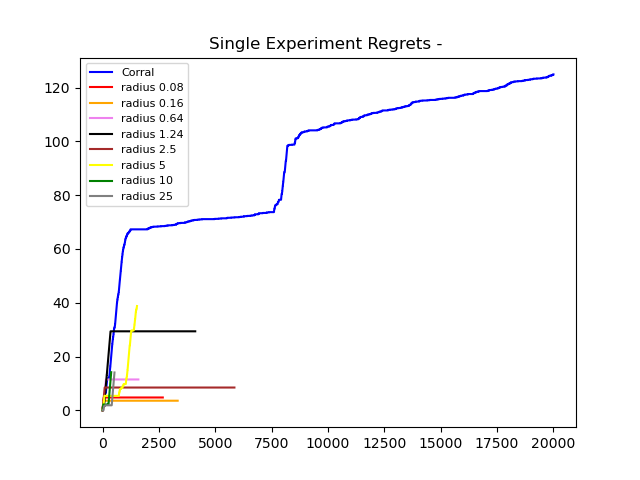 Single Experiment Regrets -
Corral
radius 0.08
radius 0.16
radius 0.64
radius 1.24
radius 2.5
radius 5
radius 10
radius 25
120
100
80
60
40
20
0
0 2500 5000 7500 10000 12500 15000 17500 20000